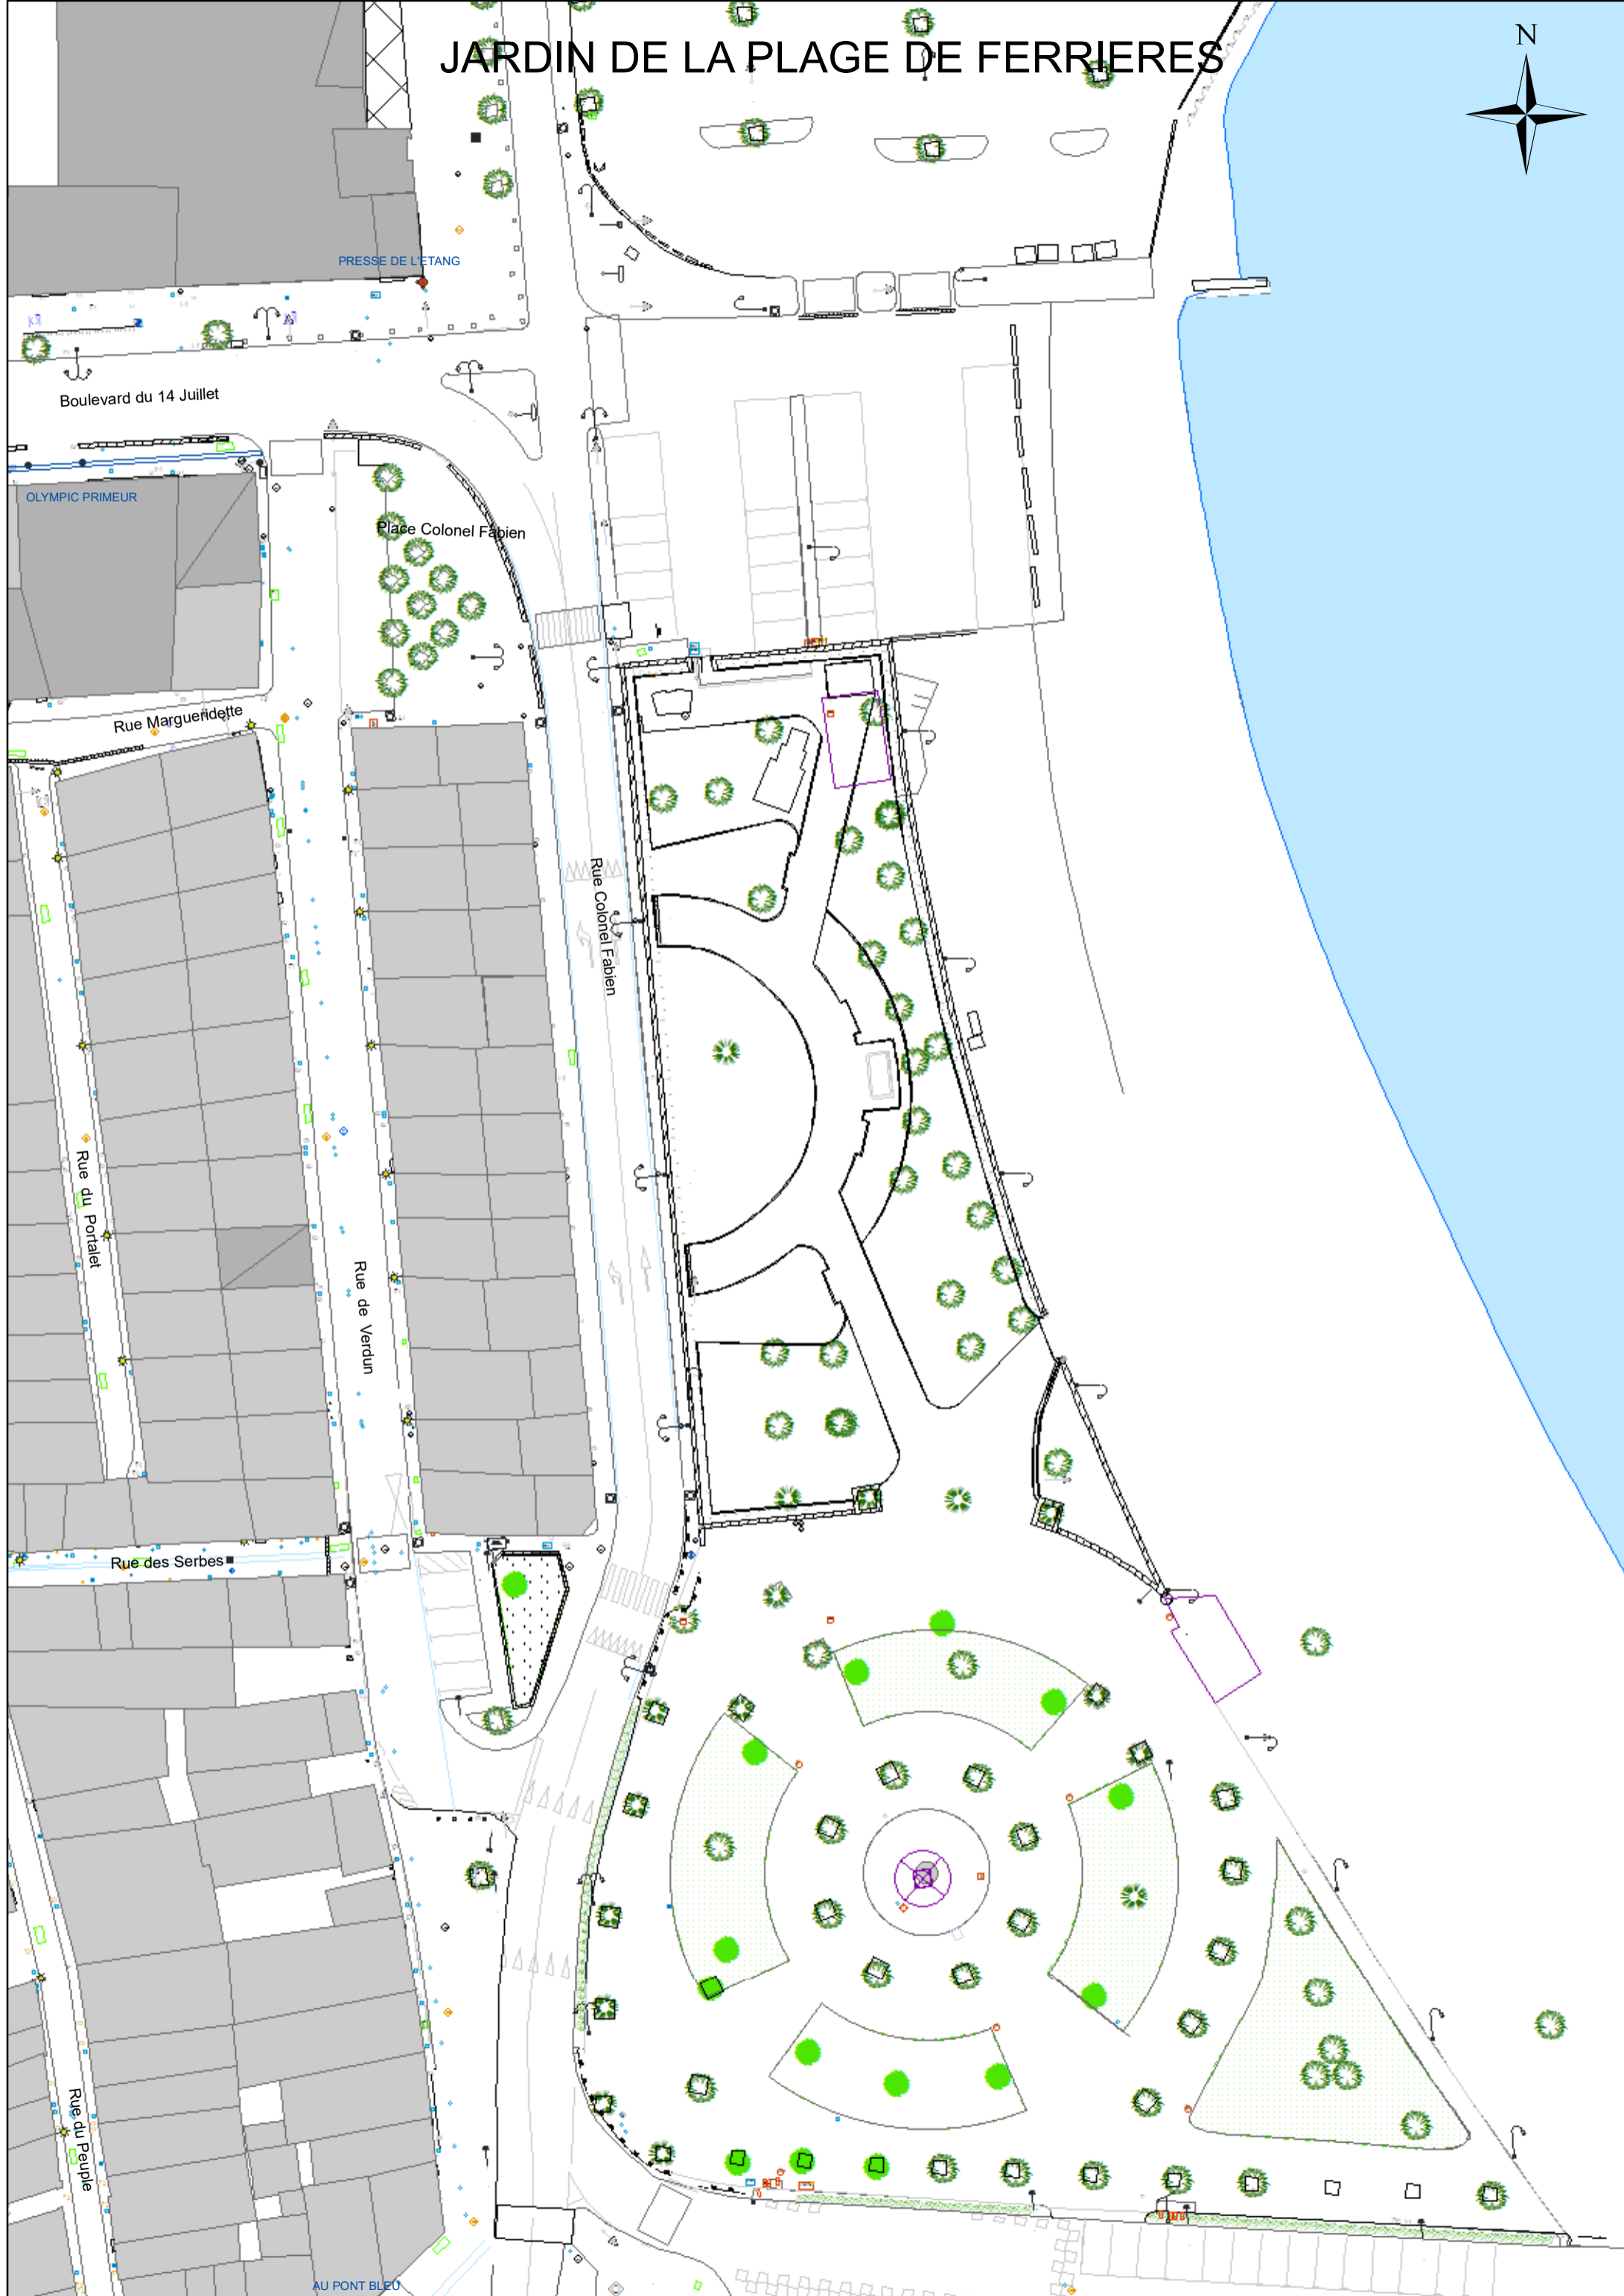 JARDIN DE LA PLAGE DE FERRIERES
N
PRESSE DE L'ETANG
Boulevard du 14 Juillet
OLYMPIC PRIMEUR
Place Colonel Fabien
Rue Margueridette
Rue Colonel Fabien
Rue du Portalet
Rue de Verdun
Rue des Serbes
Rue du Peuple
AU PONT BLEU